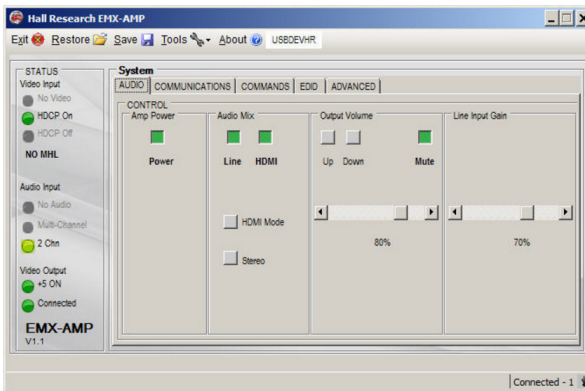 Hall Research EMX-AMP
Exit Restore Save Tools About USBDEVHR
STATUS
Video Input
No Video
HDCP On
HDCP Off
NO MHL
Audio Input
No Audio
Multi-Channel
2 Chn
Video Output
+5 ON
Connected
EMX-AMP
V1.1
System
AUDIO COMMUNICATIONS COMMANDS EDID ADVANCED
CONTROL
Amp Power Audio Mix Output Volume Line Input Gain
Power Line HDMI Up Down Mute
HDMI Mode
80% 70%
Stereo
Connected - 1